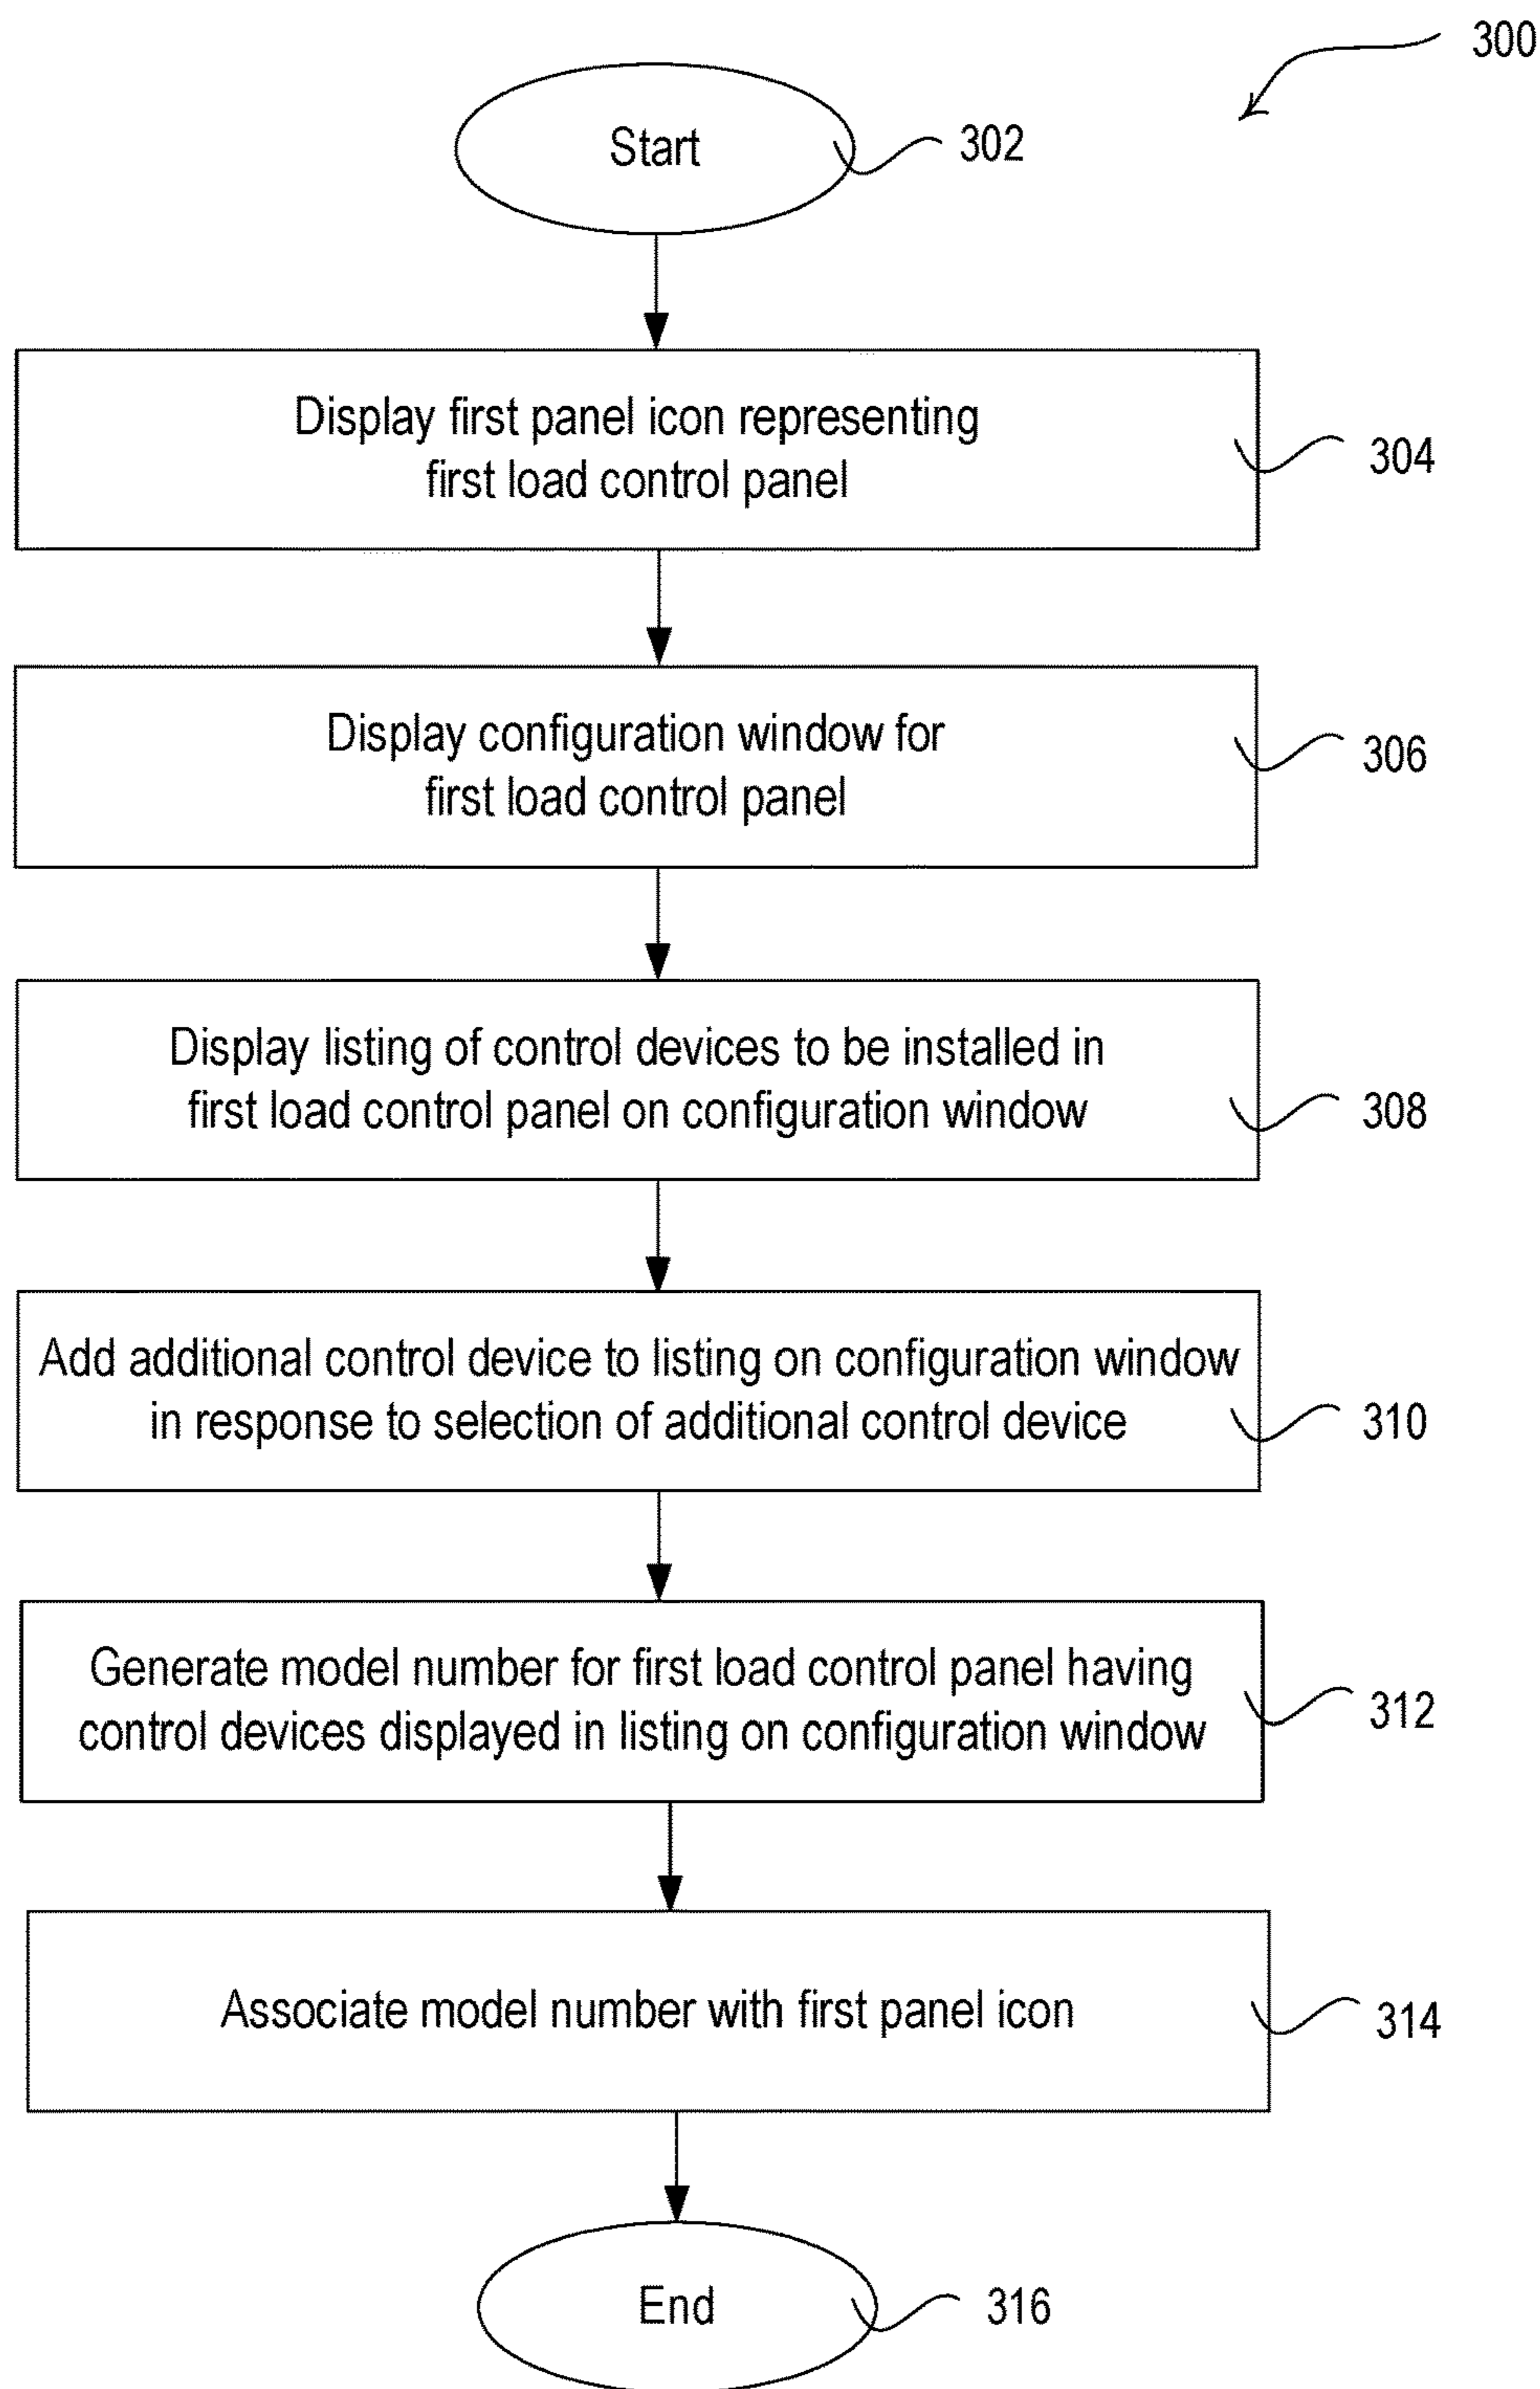 300
Start
302
Display first panel icon representing
first load control panel
304
Display configuration window for
first load control panel
306
Display listing of control devices to be installed in
first load control panel on configuration window
308
Add additional control device to listing on configuration window
in response to selection of additional control device
310
Generate model number for first load control panel having
control devices displayed in listing on configuration window
312
Associate model number with first panel icon
314
End
316